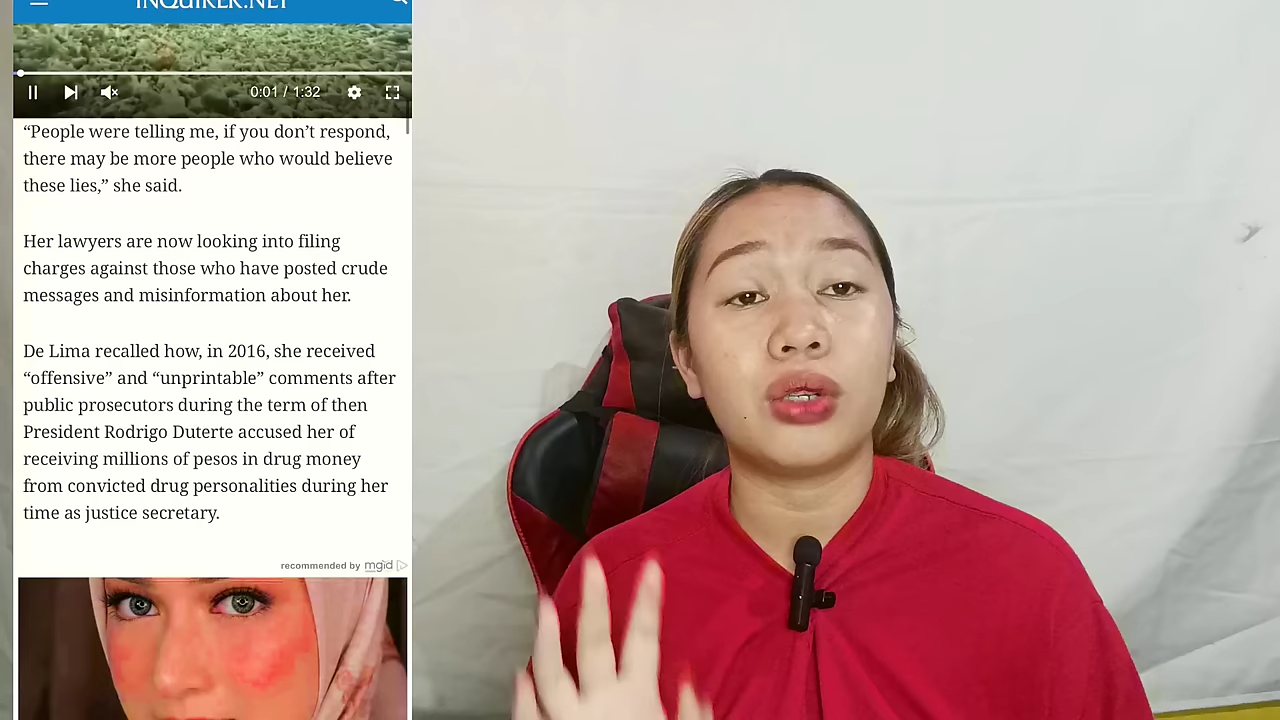 INQUIRER.NET
0:01 / 1:32
“People were telling me, if you don’t respond,
there may be more people who would believe
these lies,” she said.
Her lawyers are now looking into filing
charges against those who have posted crude
messages and misinformation about her.
De Lima recalled how, in 2016, she received
“offensive” and “unprintable” comments after
public prosecutors during the term of then
President Rodrigo Duterte accused her of
receiving millions of pesos in drug money
from convicted drug personalities during her
time as justice secretary.
recommended by mgid